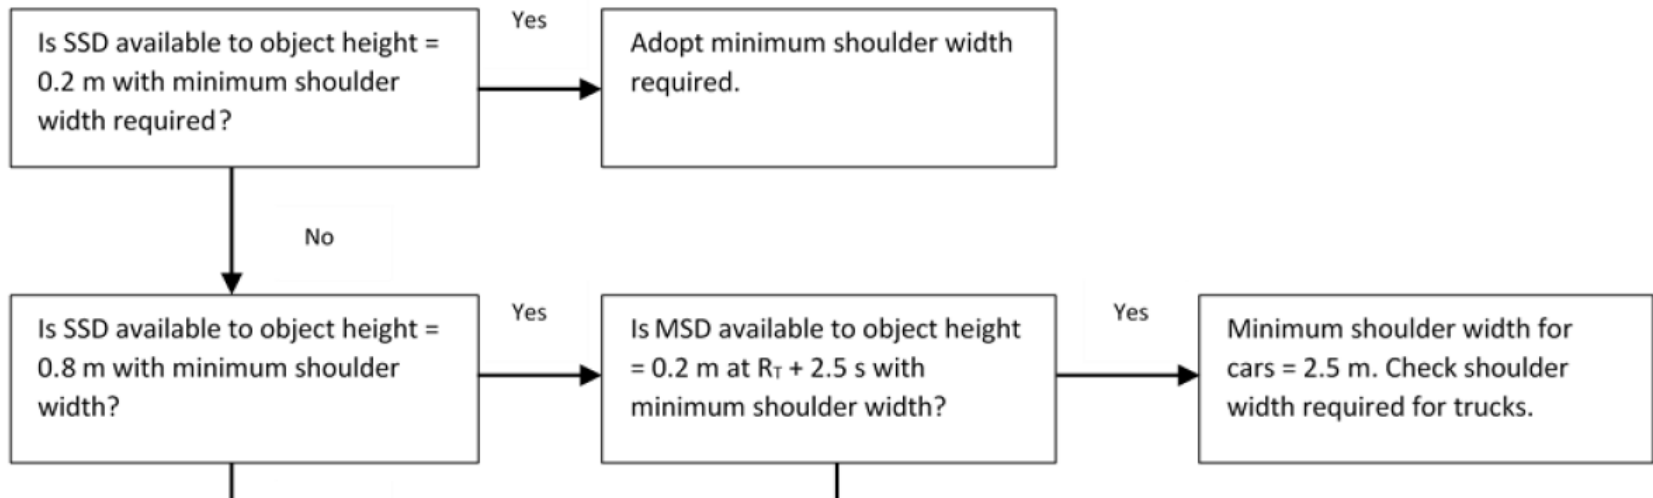 Is SSD available to object height =
0.2 m with minimum shoulder
width required?
Yes
Adopt minimum shoulder width
required.
No
Is SSD available to object height =
0.8 m with minimum shoulder
width?
Yes
Is MSD available to object height
= 0.2 m at RT + 2.5 s with
minimum shoulder width?
Yes
Minimum shoulder width for
cars = 2.5 m. Check shoulder
width required for trucks.